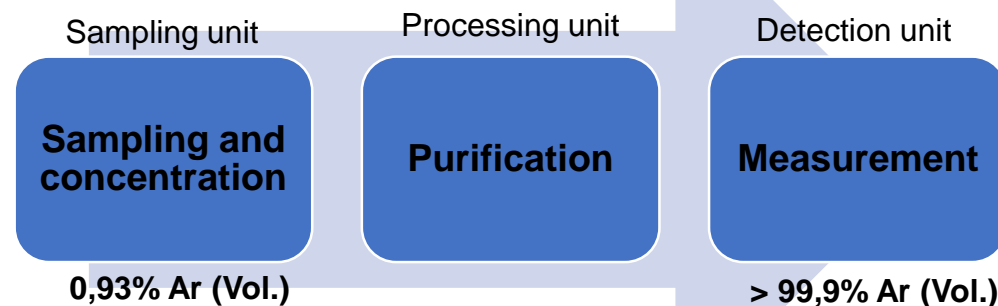 Sampling unit
Processing unit
Detection unit
Sampling and
concentration
Purification
Measurement
0,93% Ar (Vol.)
> 99,9% Ar (Vol.)